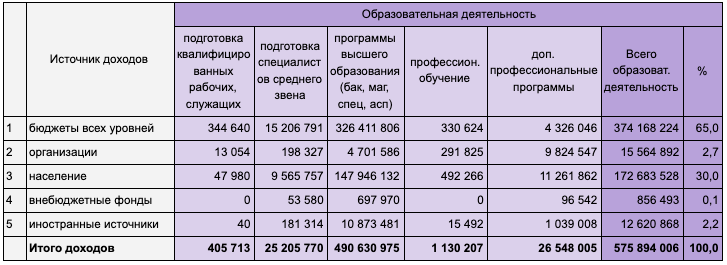 Источник доходов
Образовательная деятельность
подготовка
квалифициро
ванных
рабочих,
служащих
подготовка
специалист
ов среднего
звена
программы
высшего
образования
(бак, маг,
спец, асп)
профессион.
обучение
доп.
профессиональные
программы
Всего
образоват.
деятельность
%
1 бюджеты всех уровней 344 640 15 206 791 326 411 806 330 624 4 326 046 374 168 224 65,0
2 организации 13 054 198 327 4 701 586 291 825 9 824 547 15 564 892 2,7
3 население 47 980 9 565 757 147 946 132 492 266 11 261 862 172 683 528 30,0
4 внебюджетные фонды 0 53 580 697 970 0 96 542 856 493 0,1
5 иностранные источники 40 181 314 10 873 481 15 492 1 039 008 12 620 868 2,2
Итого доходов 405 713 25 205 770 490 630 975 1 130 207 26 548 005 575 894 006 100,0